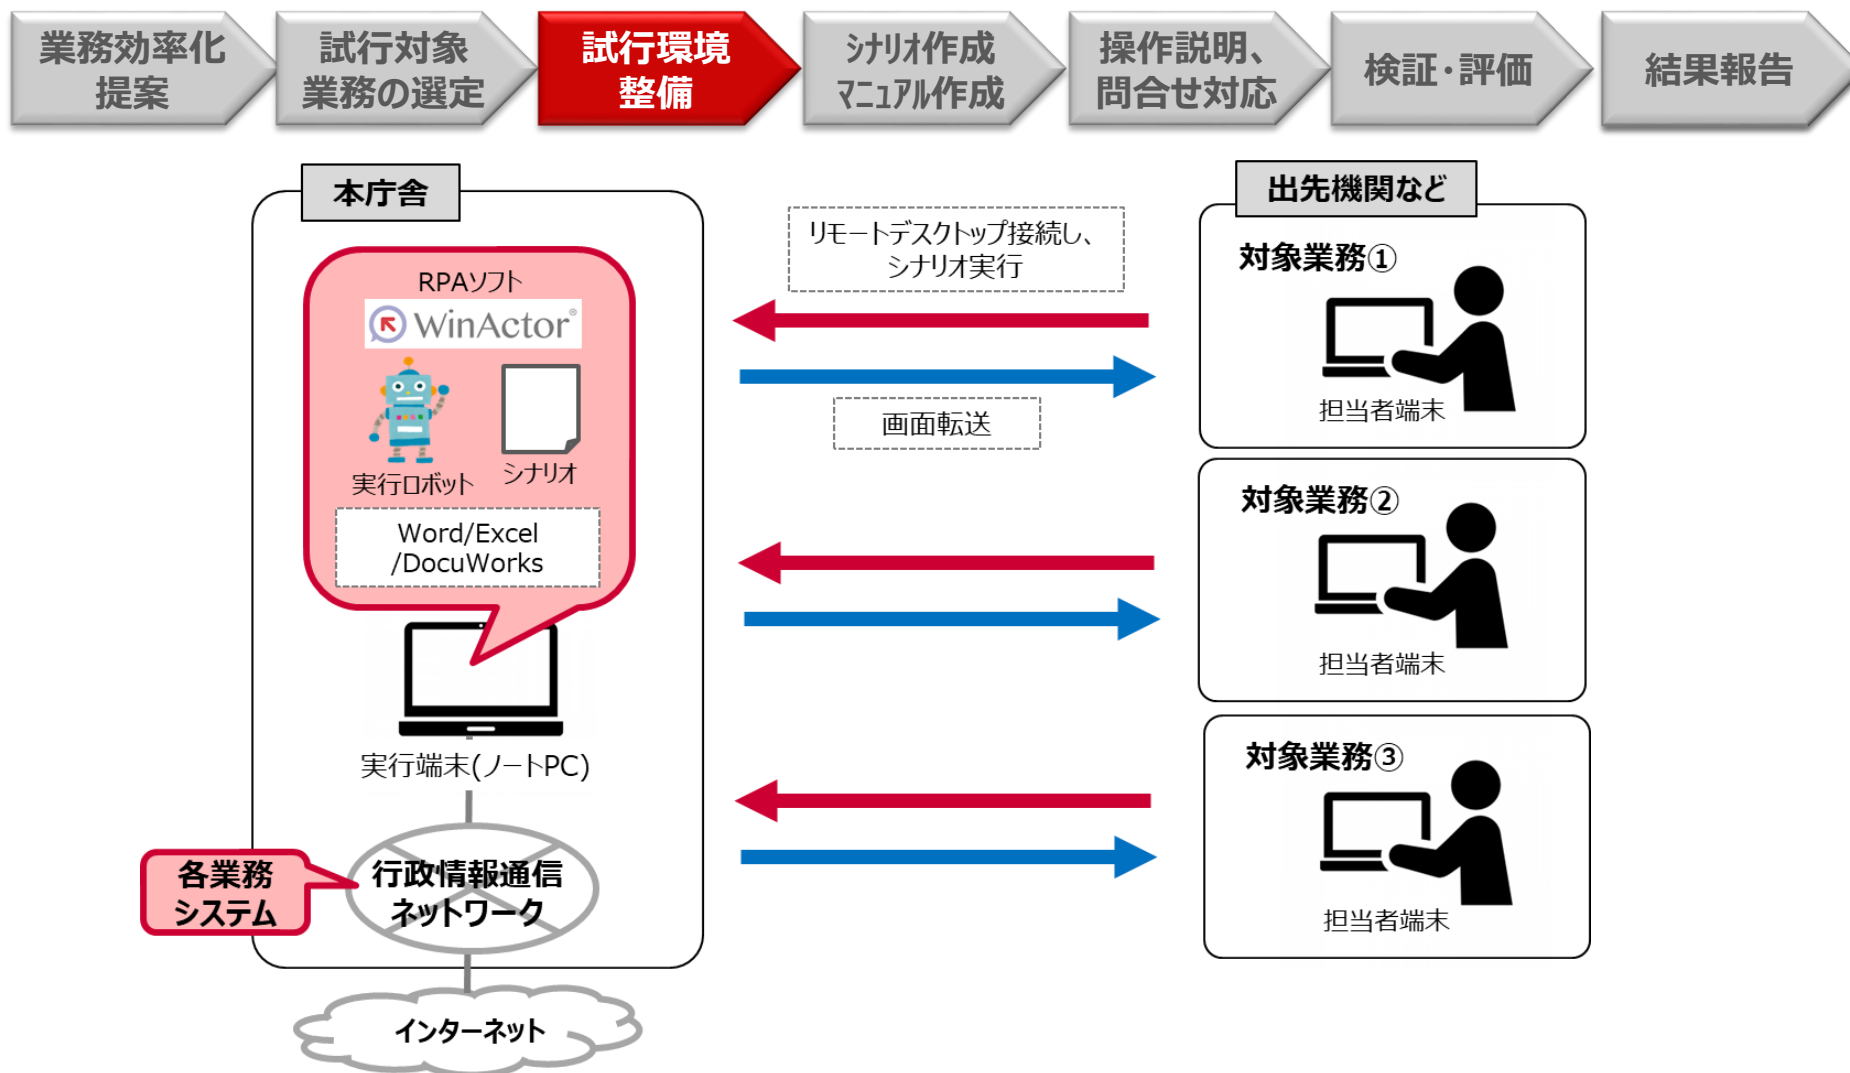 業務効率化
提案
試行対象
業務の選定
試行環境
整備
ｼﾅﾘｵ作成
ﾏﾆｭｱﾙ作成
操作説明、
問合せ対応
検証・評価
結果報告
本庁舎
RPAソフト
WinActor®
実行ロボット
シナリオ
Word/Excel
/DocuWorks
実行端末(ノートPC)
各業務
システム
行政情報通信
ネットワーク
インターネット
リモートデスクトップ接続し、
シナリオ実行
画面転送
出先機関など
対象業務①
担当者端末
対象業務②
担当者端末
対象業務③
担当者端末